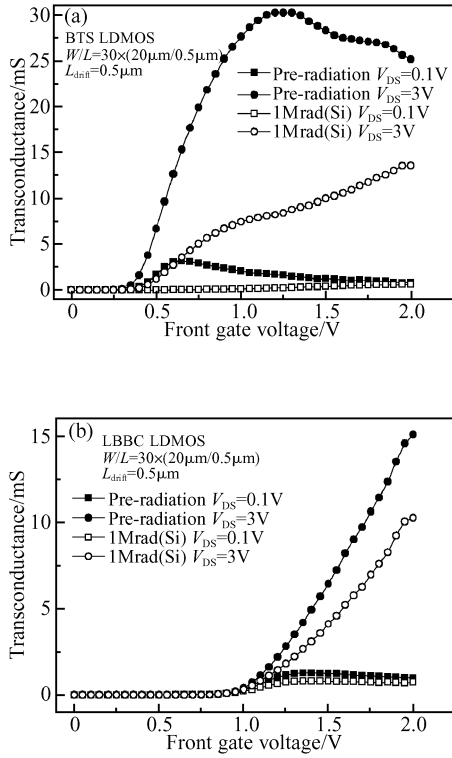 (a)
BTS LDMOS
W/L=30×(20μm/0.5μm)
Ldrift=0.5μm
Pre-radiation VDS=0.1V
Pre-radiation VDS=3V
1Mrad(Si) VDS=0.1V
1Mrad(Si) VDS=3V
Transconductance/mS
30
25
20
15
10
5
0
0 0.5 1.0 1.5 2.0
Front gate voltage/V
(b)
LBBC LDMOS
W/L=30×(20μm/0.5μm)
Ldrift=0.5μm
Pre-radiation VDS=0.1V
Pre-radiation VDS=3V
1Mrad(Si) VDS=0.1V
1Mrad(Si) VDS=3V
Transconductance/mS
15
10
5
0
0 0.5 1.0 1.5 2.0
Front gate voltage/V